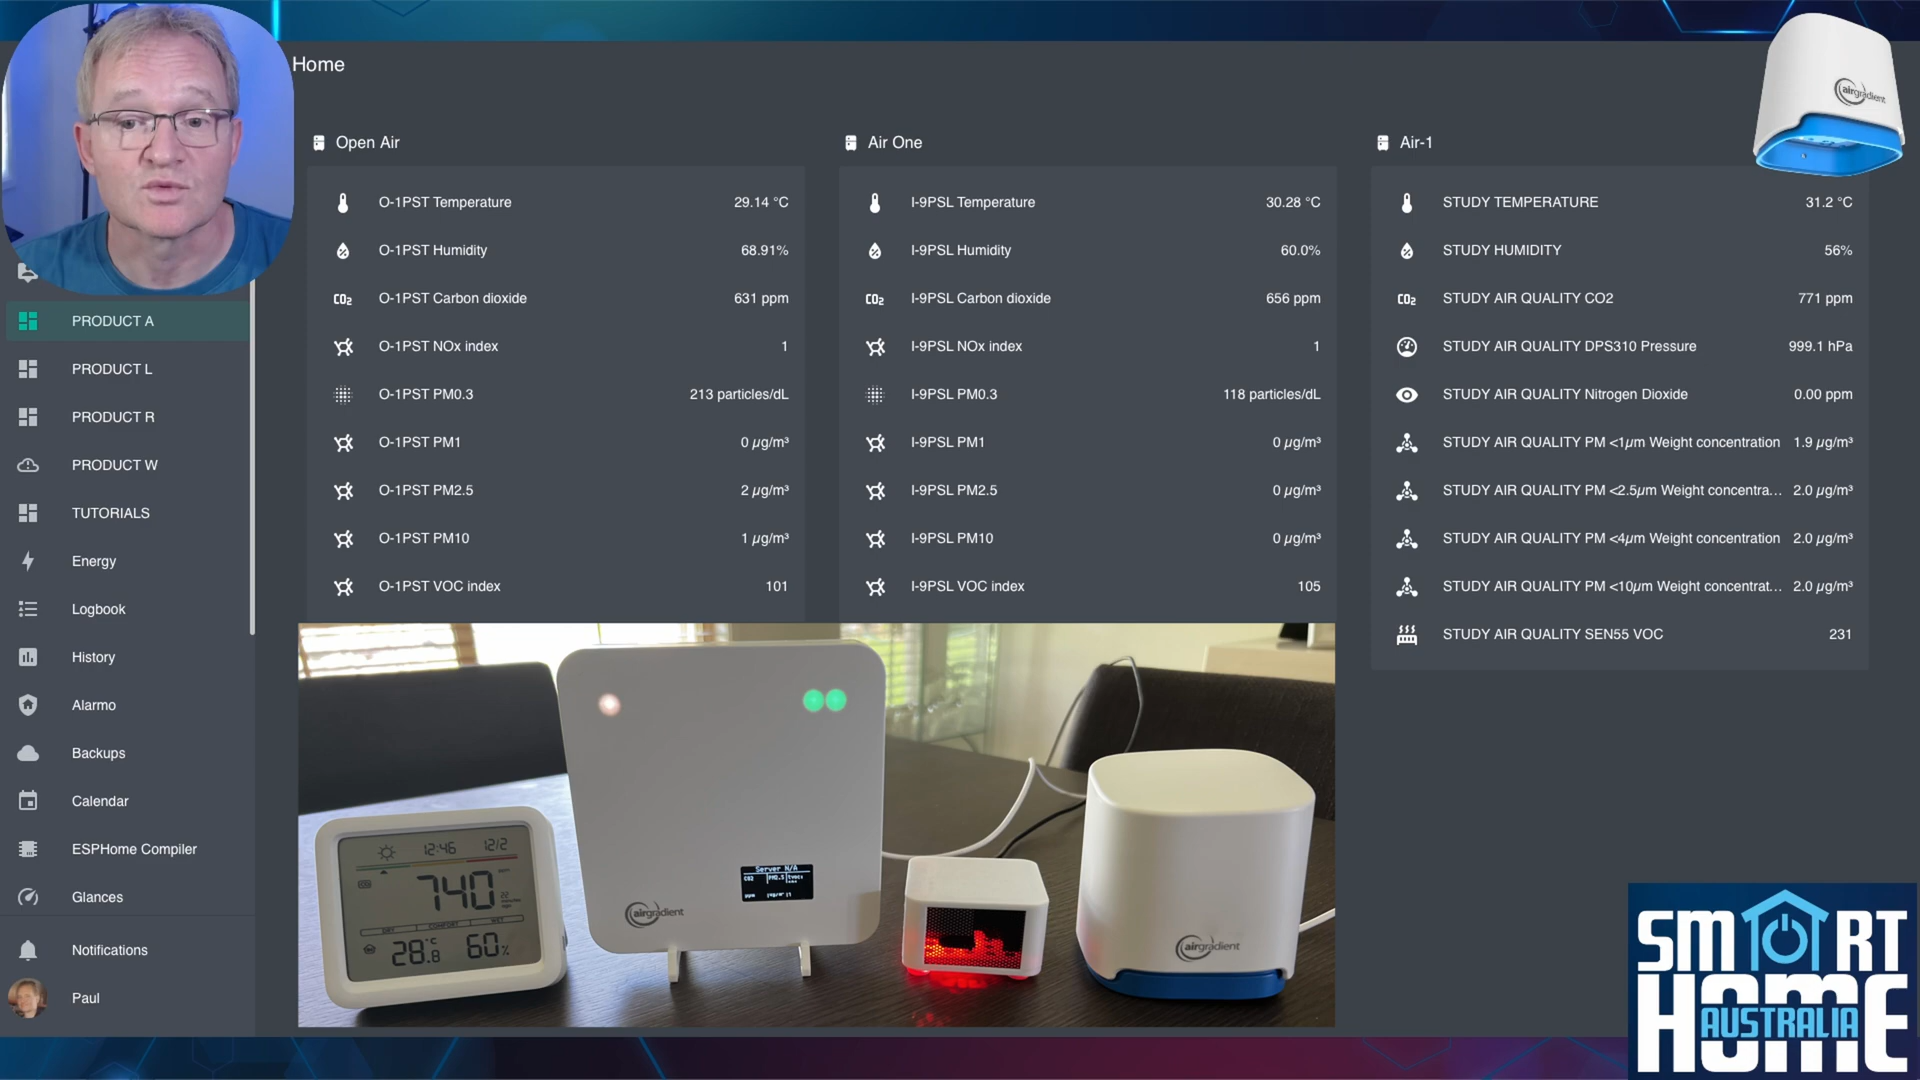 Home
airgradient
Open Air
O-1PST Temperature 29.14 °C
O-1PST Humidity 68.91%
CO2 O-1PST Carbon dioxide 631 ppm
O-1PST NOx index 1
O-1PST PM0.3 213 particles/dL
O-1PST PM1 0 µg/m³
O-1PST PM2.5 2 µg/m³
O-1PST PM10 1 µg/m³
O-1PST VOC index 101
Air One
I-9PSL Temperature 30.28 °C
I-9PSL Humidity 60.0%
CO2 I-9PSL Carbon dioxide 656 ppm
I-9PSL NOx index 1
I-9PSL PM0.3 118 particles/dL
I-9PSL PM1 0 µg/m³
I-9PSL PM2.5 0 µg/m³
I-9PSL PM10 0 µg/m³
I-9PSL VOC index 105
Air-1
STUDY TEMPERATURE 31.2 °C
STUDY HUMIDITY 56%
CO2 STUDY AIR QUALITY CO2 771 ppm
STUDY AIR QUALITY DPS310 Pressure 999.1 hPa
STUDY AIR QUALITY Nitrogen Dioxide 0.00 ppm
STUDY AIR QUALITY PM <1µm Weight concentration 1.9 µg/m³
STUDY AIR QUALITY PM <2.5µm Weight concentra... 2.0 µg/m³
STUDY AIR QUALITY PM <4µm Weight concentration 2.0 µg/m³
STUDY AIR QUALITY PM <10µm Weight concentrat... 2.0 µg/m³
STUDY AIR QUALITY SEN55 VOC 231
PRODUCT A
PRODUCT L
PRODUCT R
PRODUCT W
TUTORIALS
Energy
Logbook
History
Alarmo
Backups
Calendar
ESPHome Compiler
Glances
Notifications
Paul
12:46 12/2
740
DRY COMFORT WET
28.8 °C 60%
Server N/A
CO2 PM2.5
airgradient
airgradient
SMART
HOME
AUSTRALIA